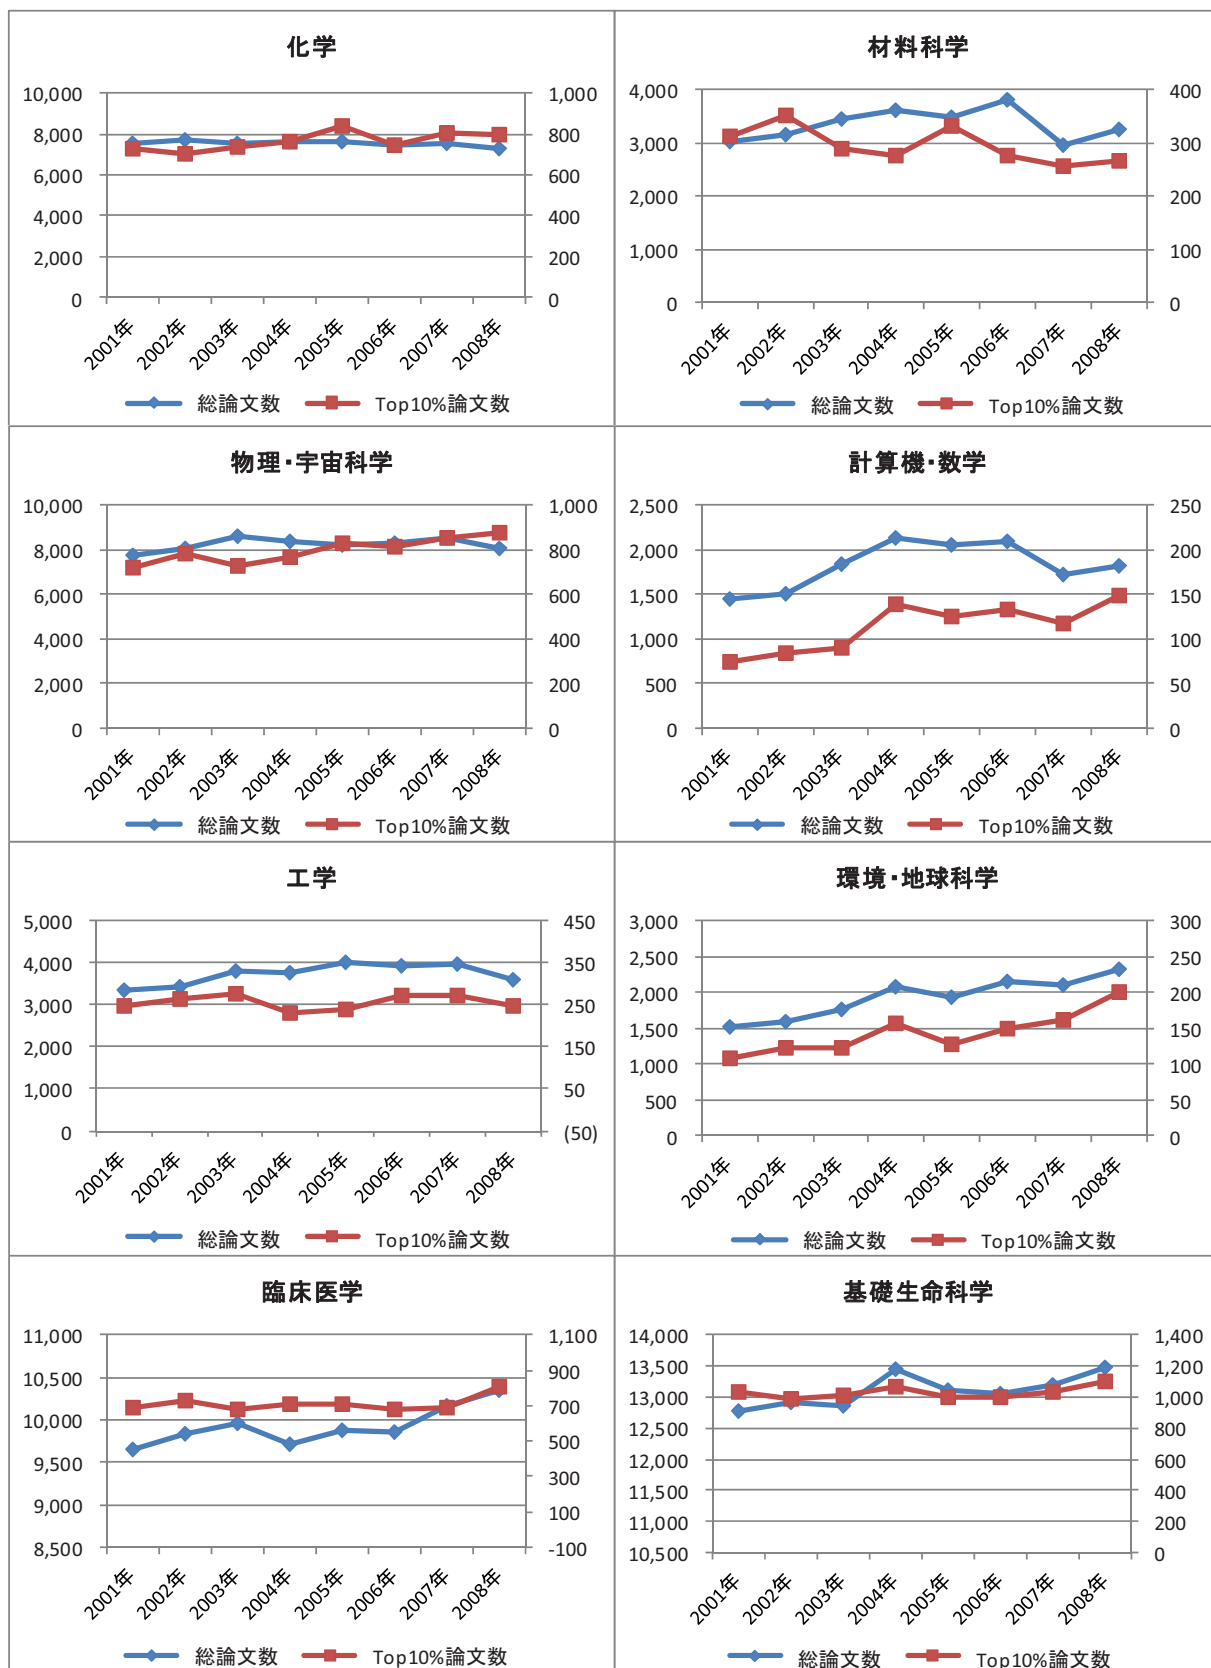 化学
10,000
8,000
6,000
4,000
2,000
0
1,000
800
600
400
200
0
2001年
2002年
2003年
2004年
2005年
2006年
2007年
2008年
総論文数 Top10%論文数
材料科学
4,000
3,000
2,000
1,000
0
400
300
200
100
0
2001年
2002年
2003年
2004年
2005年
2006年
2007年
2008年
総論文数 Top10%論文数
物理・宇宙科学
10,000
8,000
6,000
4,000
2,000
0
1,000
800
600
400
200
0
2001年
2002年
2003年
2004年
2005年
2006年
2007年
2008年
総論文数 Top10%論文数
計算機・数学
2,500
2,000
1,500
1,000
500
0
250
200
150
100
50
0
2001年
2002年
2003年
2004年
2005年
2006年
2007年
2008年
総論文数 Top10%論文数
工学
5,000
4,000
3,000
2,000
1,000
0
450
350
250
150
50
(50)
2001年
2002年
2003年
2004年
2005年
2006年
2007年
2008年
総論文数 Top10%論文数
環境・地球科学
3,000
2,500
2,000
1,500
1,000
500
0
300
250
200
150
100
50
0
2001年
2002年
2003年
2004年
2005年
2006年
2007年
2008年
総論文数 Top10%論文数
臨床医学
11,000
10,500
10,000
9,500
9,000
8,500
1,100
900
700
500
300
100
-100
2001年
2002年
2003年
2004年
2005年
2006年
2007年
2008年
総論文数 Top10%論文数
基礎生命科学
14,000
13,500
13,000
12,500
12,000
11,500
11,000
10,500
1,400
1,200
1,000
800
600
400
200
0
2001年
2002年
2003年
2004年
2005年
2006年
2007年
2008年
総論文数 Top10%論文数